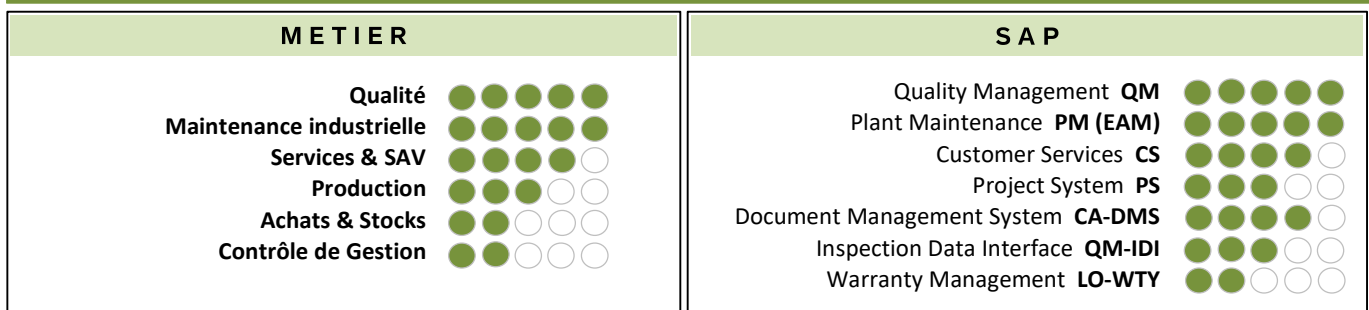 METIER
Qualité
Maintenance industrielle
Services & SAV
Production
Achats & Stocks
Contrôle de Gestion
SAP
Quality Management QM
Plant Maintenance PM (EAM)
Customer Services CS
Project System PS
Document Management System CA-DMS
Inspection Data Interface QM-IDI
Warranty Management LO-WTY